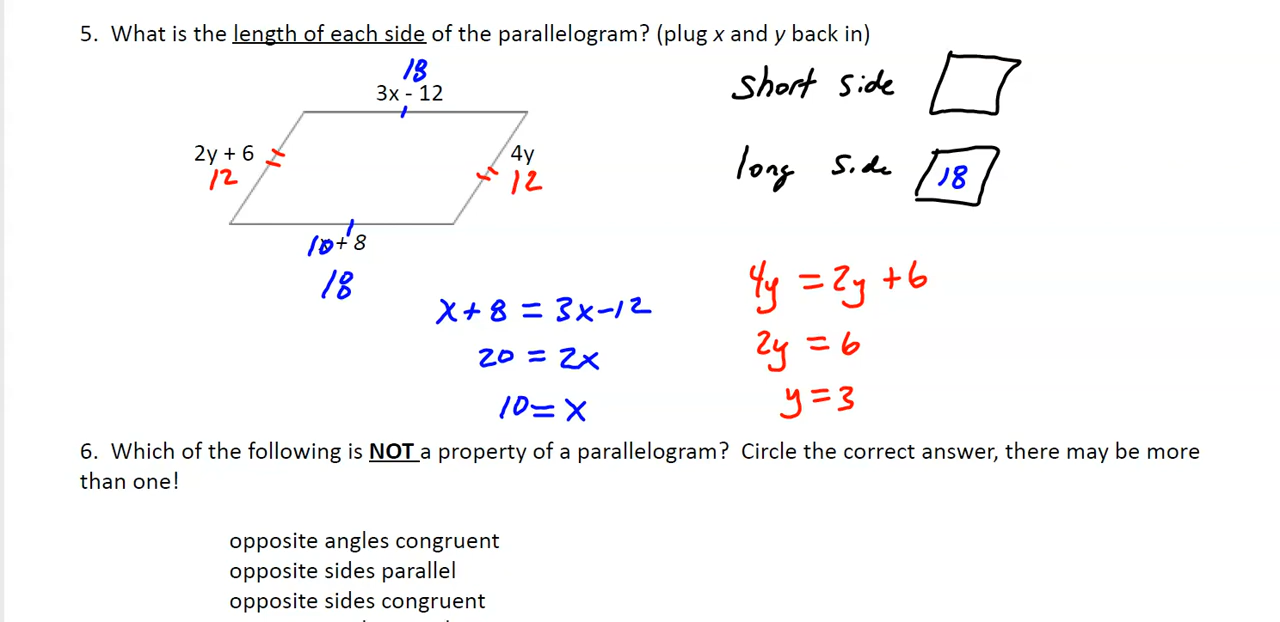 5. What is the length of each side of the parallelogram? (plug x and y back in)
18
3x - 12
short side
2y + 6
4y
12
12
long side 18
10+ 8
18
4y = 2y + 6
x + 8 = 3x - 12
2y = 6
20 = 2x
y = 3
10 = x
6. Which of the following is NOT a property of a parallelogram? Circle the correct answer, there may be more
than one!
opposite angles congruent
opposite sides parallel
opposite sides congruent